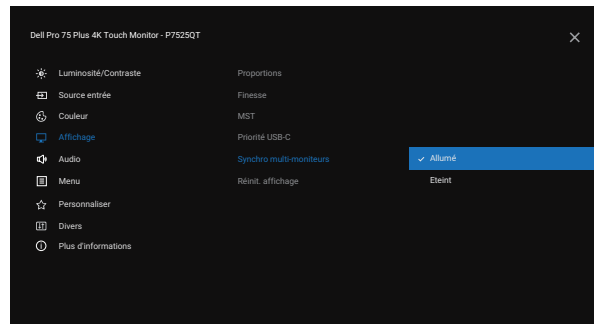 Dell Pro 75 Plus 4K Touch Monitor - P7525QT
Luminosité/Contraste
Proportions
Source entrée
Finesse
Couleur
MST
Affichage
Priorité USB-C
Audio
Synchro multi-moniteurs
Allumé
Menu
Réinit. affichage
Eteint
Personnaliser
Divers
Plus d'informations